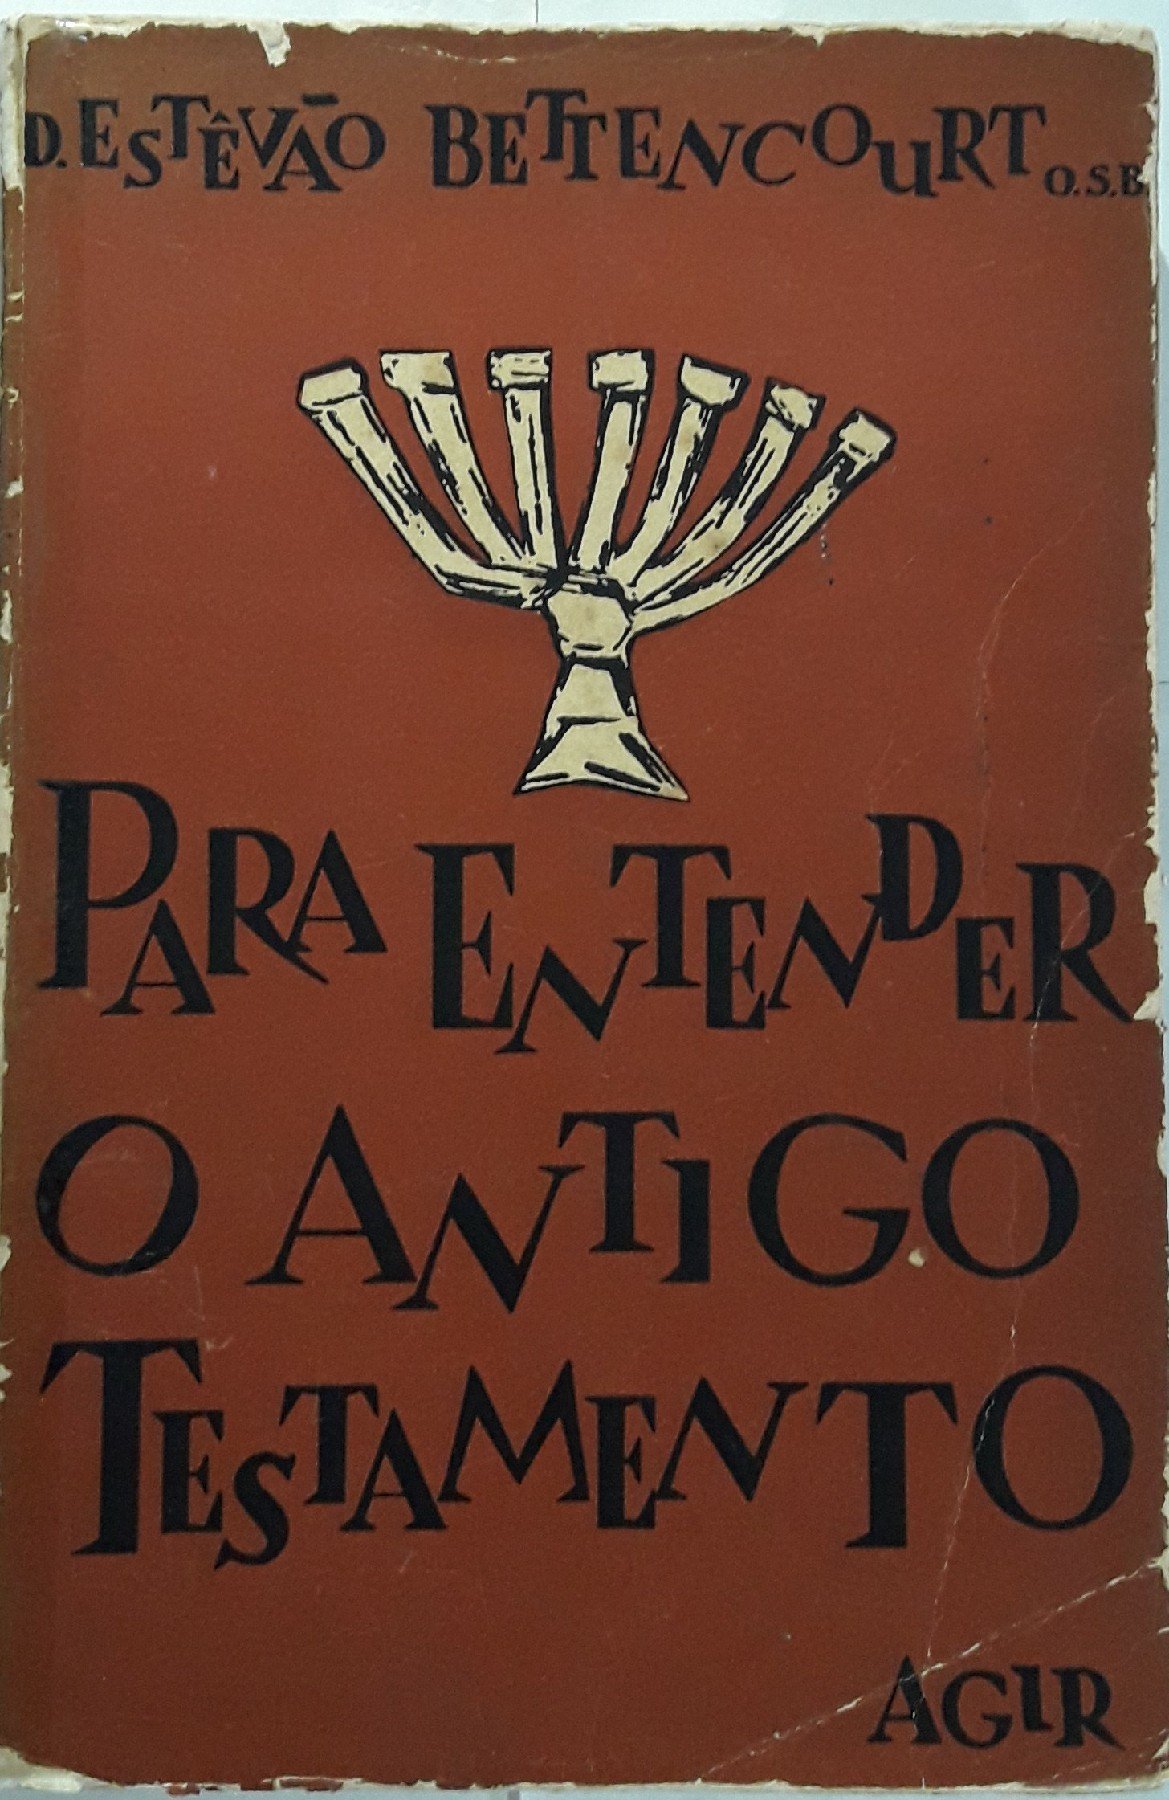 D. ESTÊVÃO BETTENCOURT O.S.B.
PARA ENTENDER
O ANTIGO
TESTAMENTO
AGIR